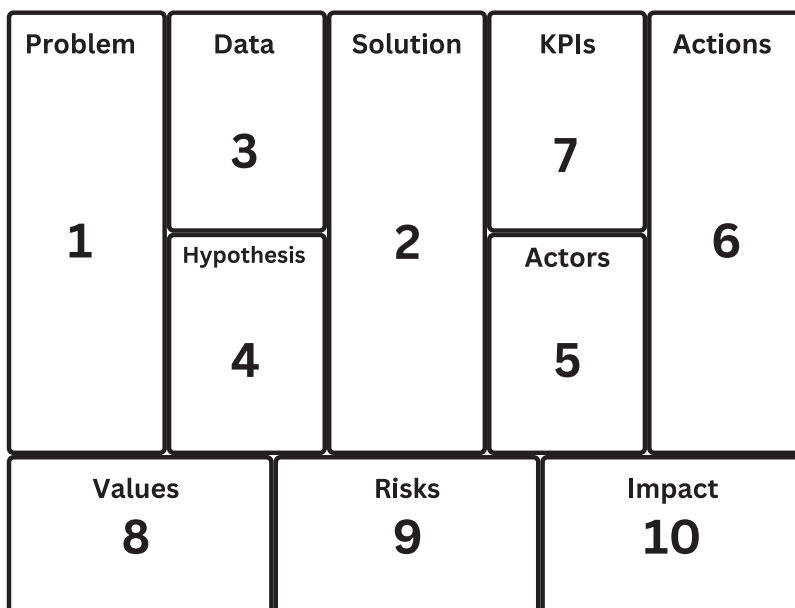 Problem
1
Data
3
Hypothesis
4
Solution
2
KPIs
7
Actors
5
Actions
6
Values
8
Risks
9
Impact
10